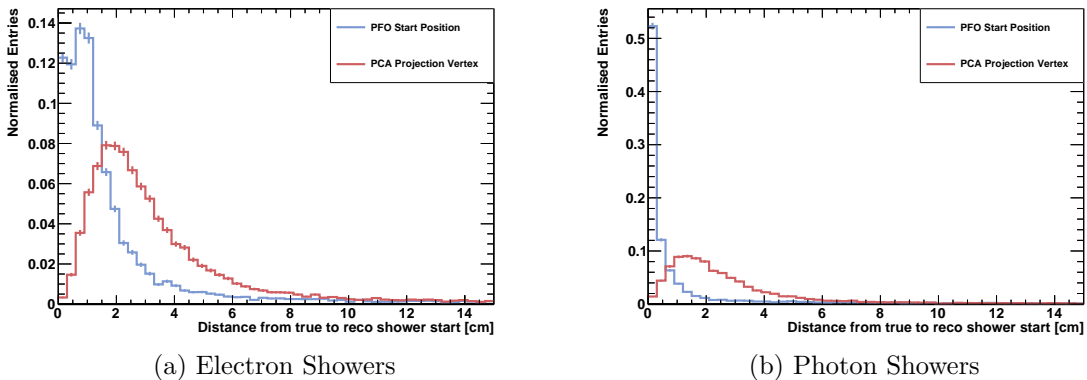 Normalised Entries
0.14
0.12
0.1
0.08
0.06
0.04
0.02
0
0 2 4 6 8 10 12 14
Distance from true to reco shower start [cm]
PFO Start Position
PCA Projection Vertex
(a) Electron Showers
Normalised Entries
0.5
0.4
0.3
0.2
0.1
0
0 2 4 6 8 10 12 14
Distance from true to reco shower start [cm]
PFO Start Position
PCA Projection Vertex
(b) Photon Showers